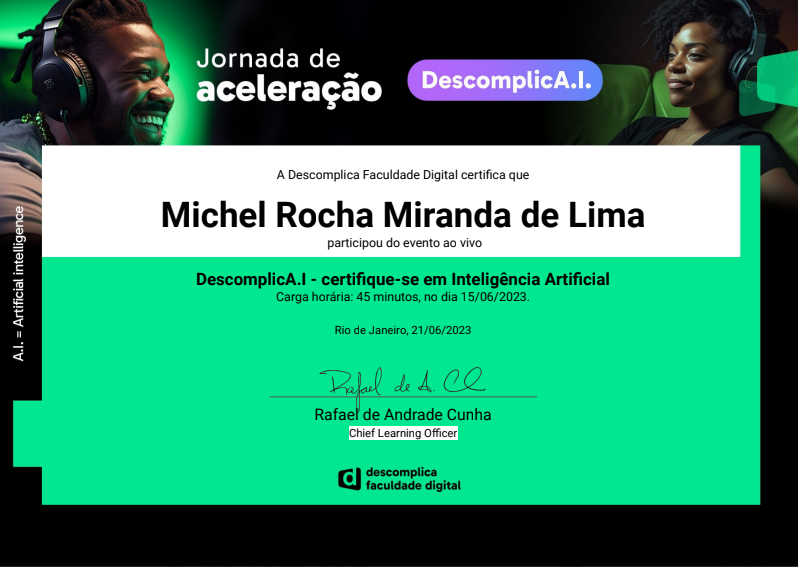 Jornada de
aceleração
DescomplicA.I.
A Descomplica Faculdade Digital certifica que
Michel Rocha Miranda de Lima
participou do evento ao vivo
A.I. = Artificial intelligence
DescomplicA.I - certifique-se em Inteligência Artificial
Carga horária: 45 minutos, no dia 15/06/2023.
Rio de Janeiro, 21/06/2023
Rafael de A. Cl
Rafael de Andrade Cunha
Chief Learning Officer
d descomplica
faculdade digital